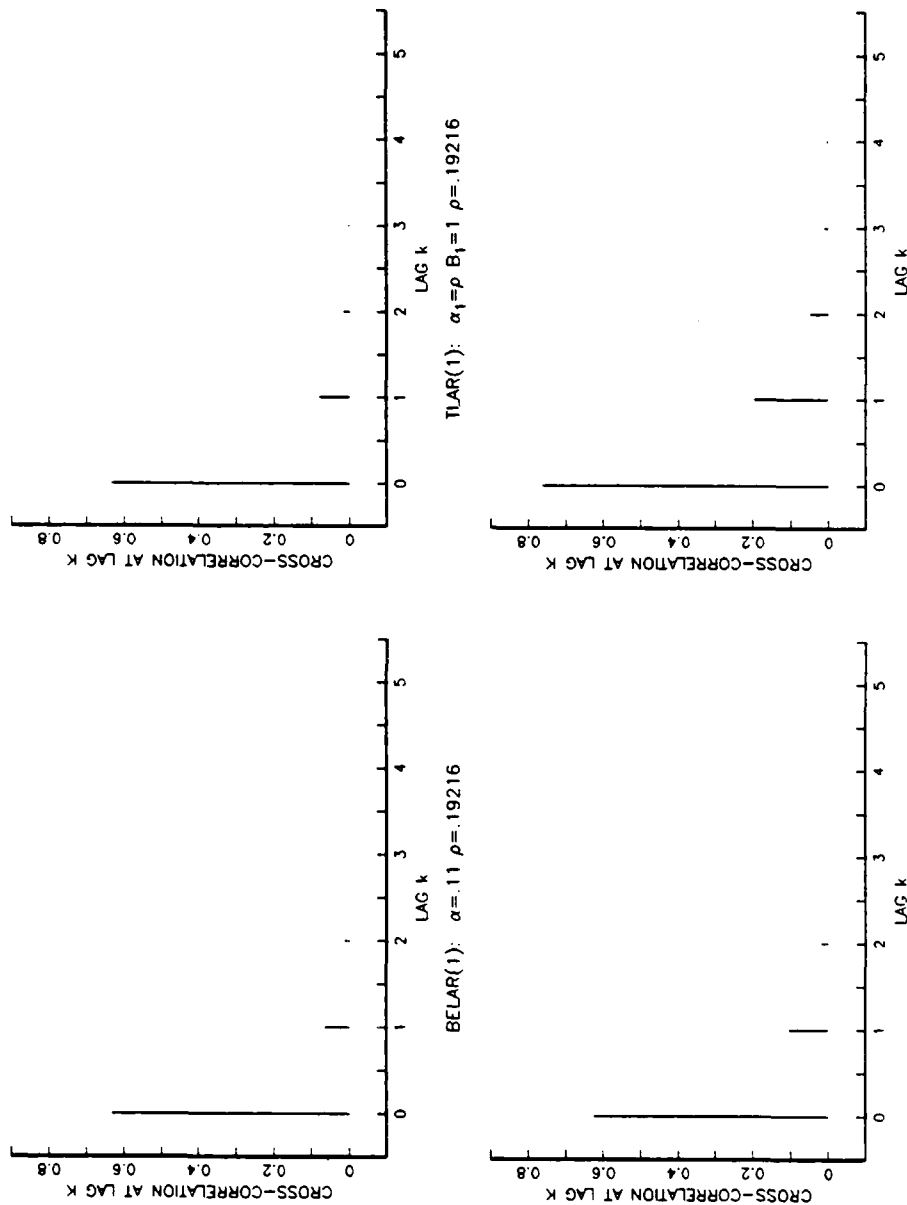 CROSS-CORRELATION AT LAG K
0.8
0.6
0.4
0.2
0
0 1 2 3 4 5
LAG k
CROSS-CORRELATION AT LAG K
0.8
0.6
0.4
0.2
0
0 1 2 3 4 5
LAG k
BELAR(1): α=.11 ρ=.19216
CROSS-CORRELATION AT LAG K
0.8
0.6
0.4
0.2
0
0 1 2 3 4 5
LAG k
TLAR(1): α₁=ρ B₁=1 ρ=.19216
CROSS-CORRELATION AT LAG K
0.8
0.6
0.4
0.2
0
0 1 2 3 4 5
LAG k